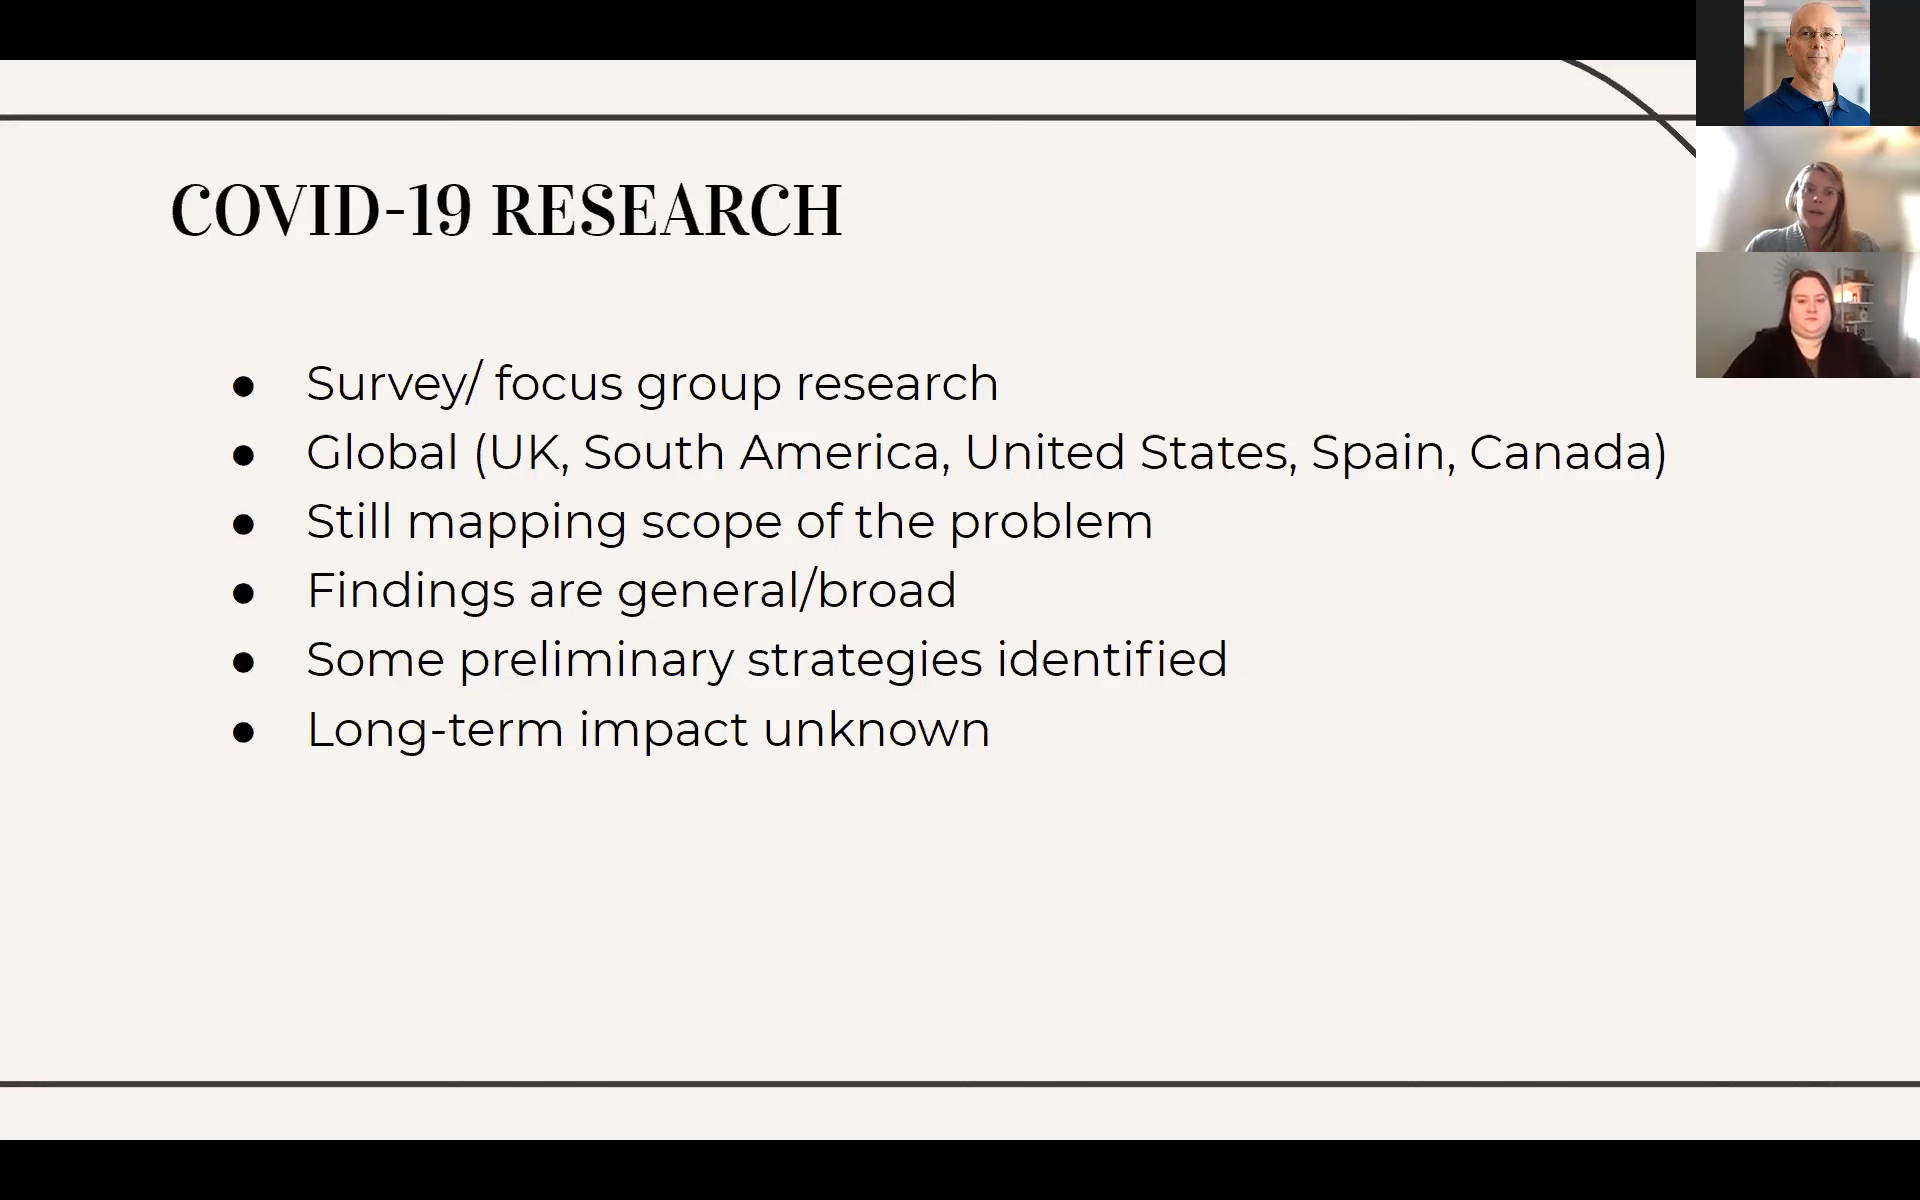 COVID-19 RESEARCH
● Survey/ focus group research
● Global (UK, South America, United States, Spain, Canada)
● Still mapping scope of the problem
● Findings are general/broad
● Some preliminary strategies identified
● Long-term impact unknown